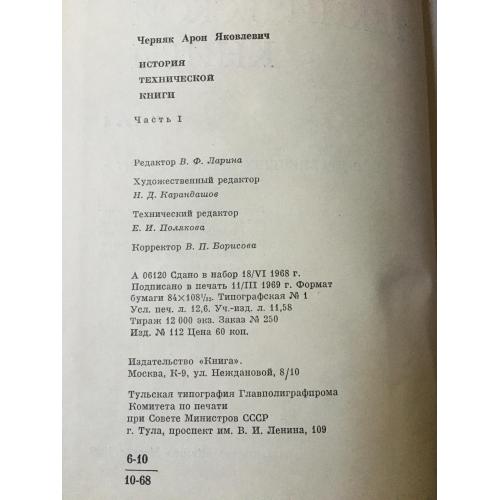 Черняк Арон Яковлевич
ИСТОРИЯ
ТЕХНИЧЕСКОЙ
КНИГИ
Часть I
Редактор В. Ф. Ларина
Художественный редактор
Н. Д. Карандашов
Технический редактор
Е. И. Полякова
Корректор В. П. Борисова
А 06120 Сдано в набор 18/VI 1968 г.
Подписано в печать 11/III 1969 г. Формат
бумаги 84×108¹/₃₂. Типографская № 1
Усл. печ. л. 12,6. Уч.-изд. л. 11,58
Тираж 12 000 экз. Заказ № 250
Изд. № 112 Цена 60 коп.
Издательство «Книга».
Москва, К-9, ул. Неждановой, 8/10
Тульская типография Главполиграфпрома
Комитета по печати
при Совете Министров СССР
г. Тула, проспект им. В. И. Ленина, 109
6-10
10-68